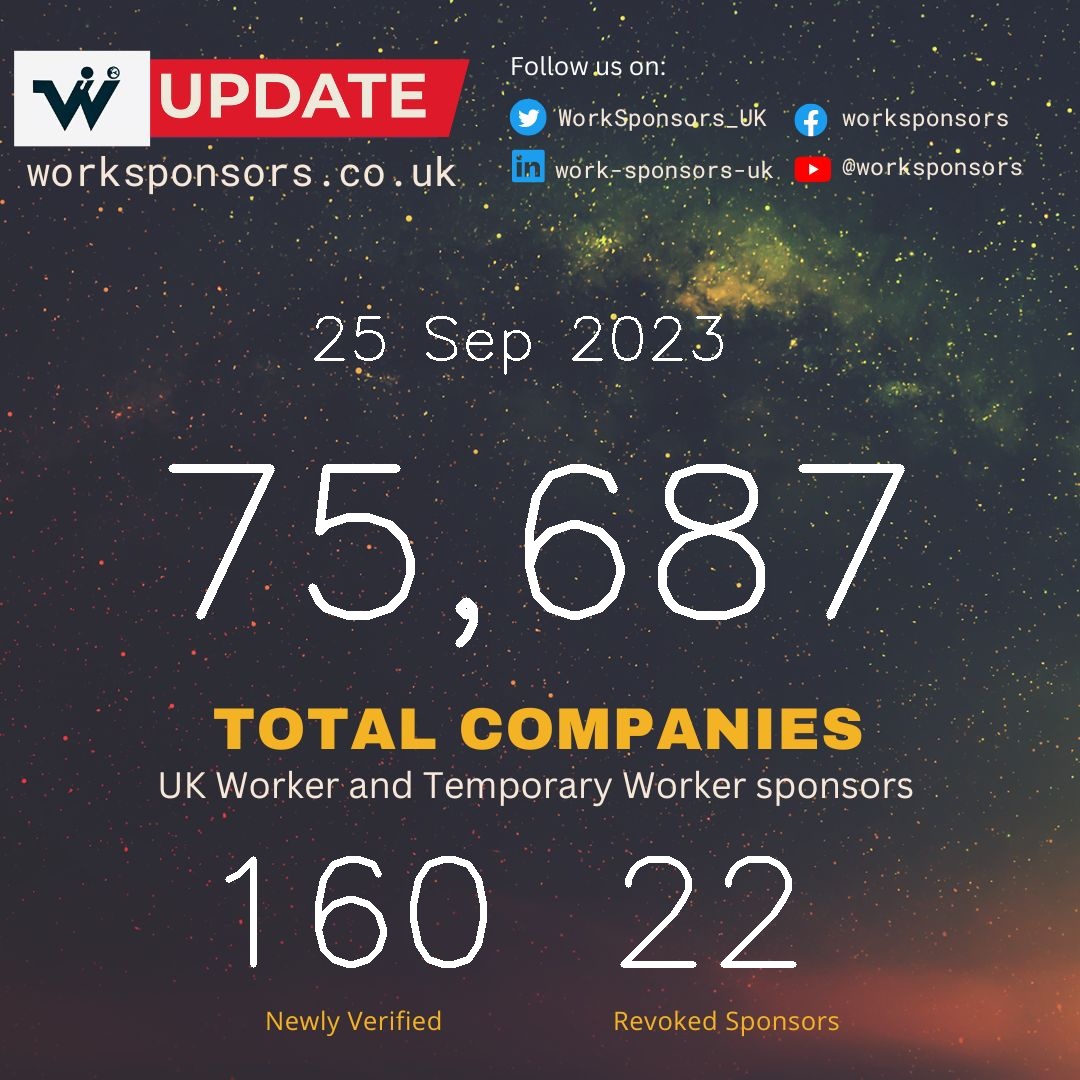 UPDATE
worksponsors.co.uk
Follow us on:
WorkSponsors_UK
worksponsors
work-sponsors-uk
@worksponsors
25 Sep 2023
75,687
TOTAL COMPANIES
UK Worker and Temporary Worker sponsors
160
22
Newly Verified
Revoked Sponsors